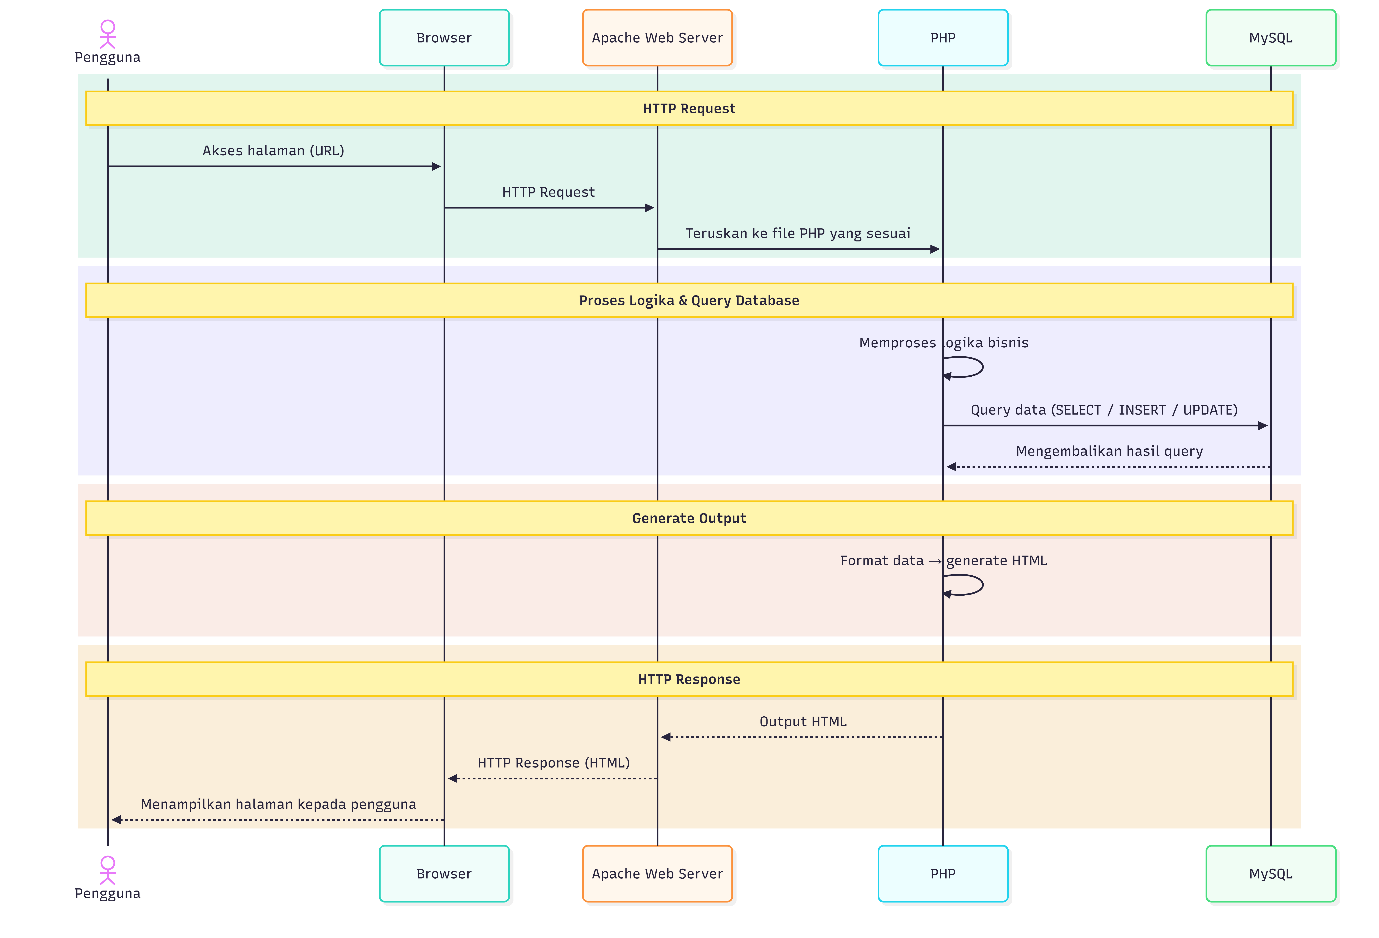 Pengguna
Browser
Apache Web Server
PHP
MySQL
HTTP Request
Akses halaman (URL)
HTTP Request
Teruskan ke file PHP yang sesuai
Proses Logika & Query Database
Memproses logika bisnis
Query data (SELECT / INSERT / UPDATE)
Mengembalikan hasil query
Generate Output
Format data → generate HTML
HTTP Response
Output HTML
HTTP Response (HTML)
Menampilkan halaman kepada pengguna
Pengguna
Browser
Apache Web Server
PHP
MySQL